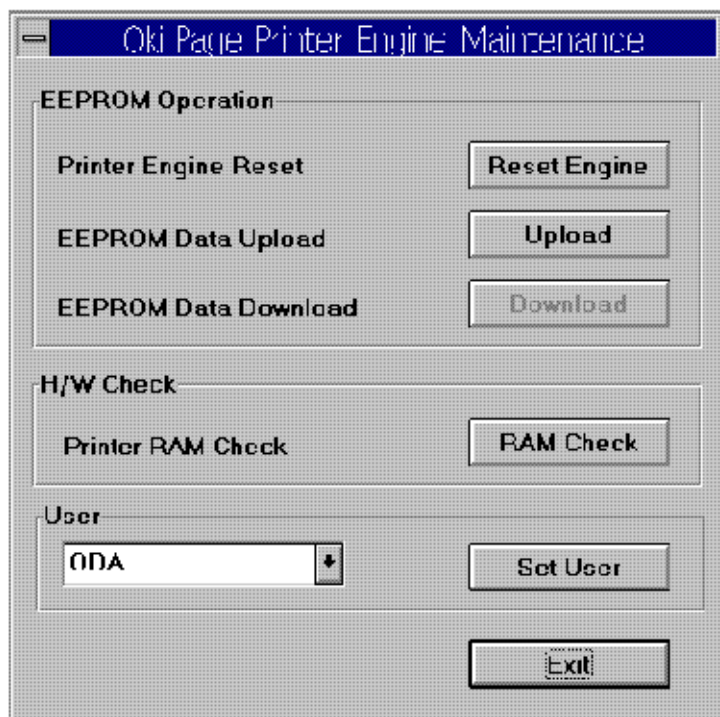 Oki Page Printer Engine Maintenance
EEPROM Operation
Printer Engine Reset Reset Engine
EEPROM Data Upload Upload
EEPROM Data Download Download
H/W Check
Printer RAM Check RAM Check
User
ODA Set User
Exit